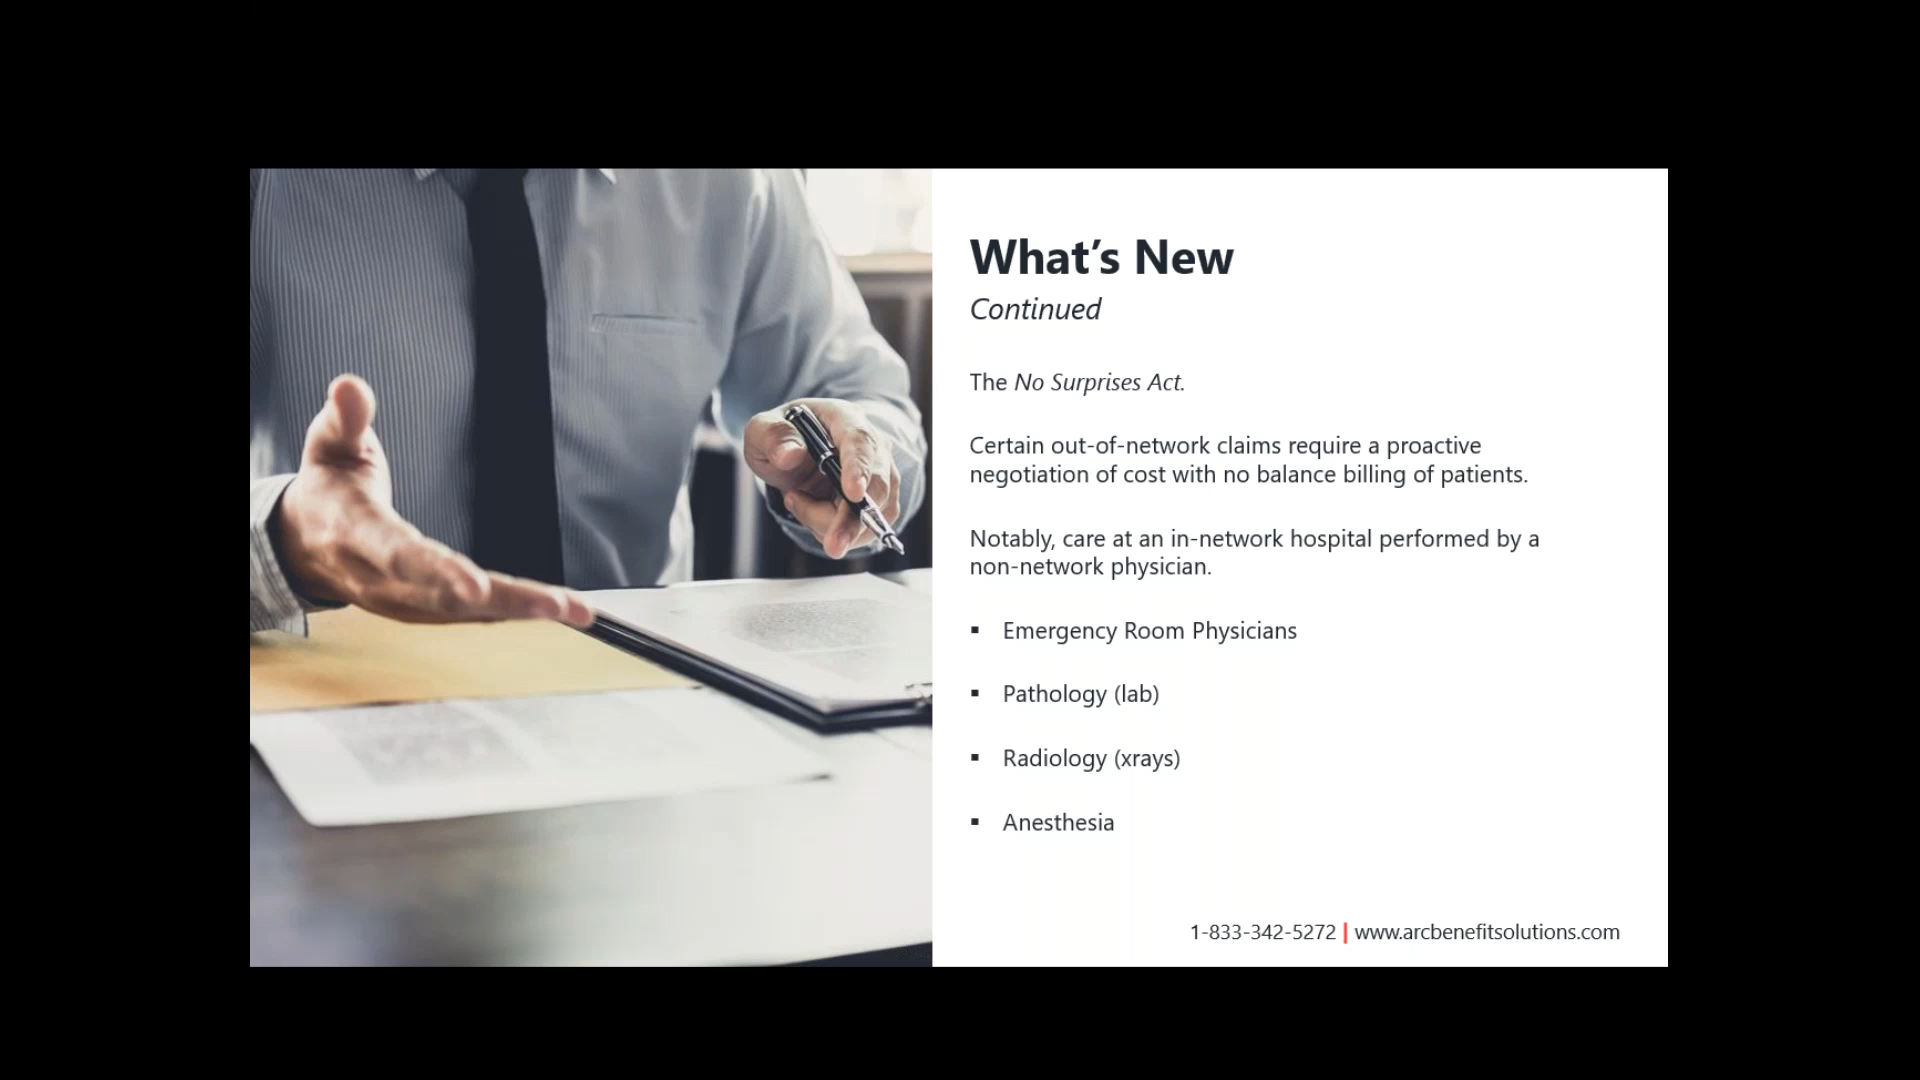 What’s New
Continued
The No Surprises Act.
Certain out-of-network claims require a proactive
negotiation of cost with no balance billing of patients.
Notably, care at an in-network hospital performed by a
non-network physician.
▪ Emergency Room Physicians
▪ Pathology (lab)
▪ Radiology (xrays)
▪ Anesthesia
1-833-342-5272 | www.arcbenefitsolutions.com